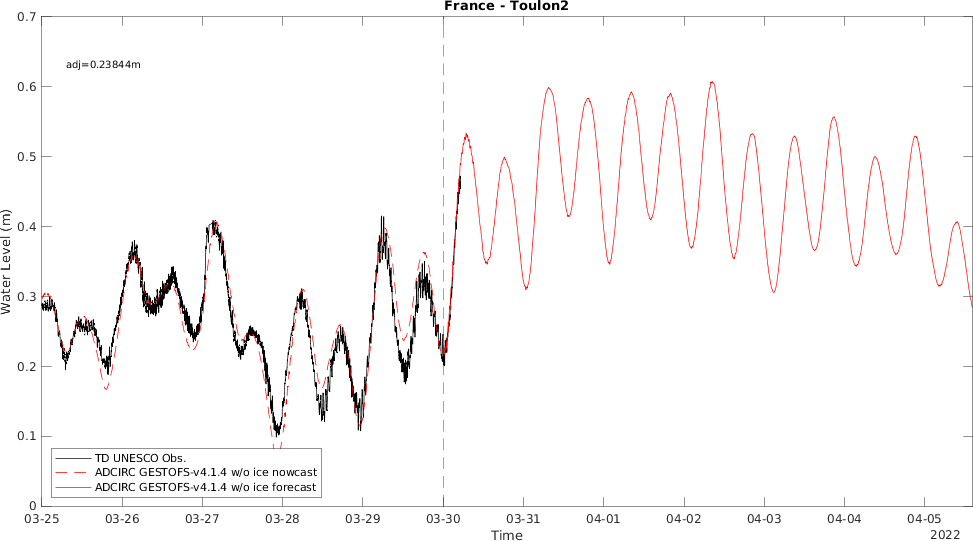 France - Toulon2
adj=0.23844m
Water Level (m)
0.7
0.6
0.5
0.4
0.3
0.2
0.1
0
TD UNESCO Obs.
ADCIRC GESTOFS-v4.1.4 w/o ice nowcast
ADCIRC GESTOFS-v4.1.4 w/o ice forecast
03-25 03-26 03-27 03-28 03-29 03-30 03-31 04-01 04-02 04-03 04-04 04-05
Time
2022